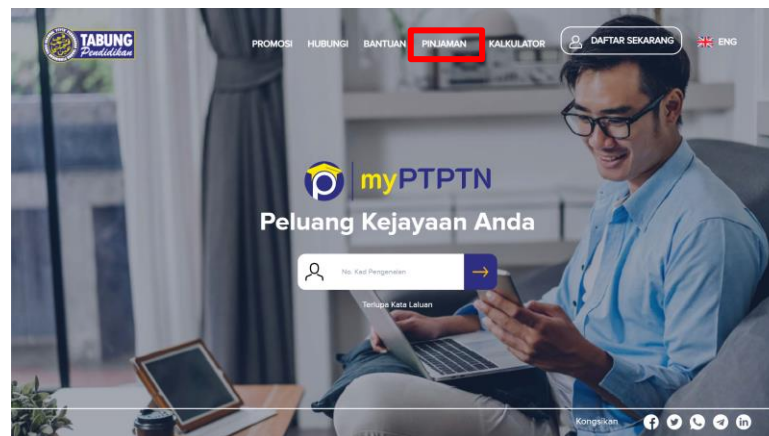 TABUNG
Pendidikan
PROMOSI HUBUNGI BANTUAN PINJAMAN KALKULATOR DAFTAR SEKARANG ENG
myPTPTN
Peluang Kejayaan Anda
No. Kad Pengenalan
Terlupa Kata Laluan
Kongsikan